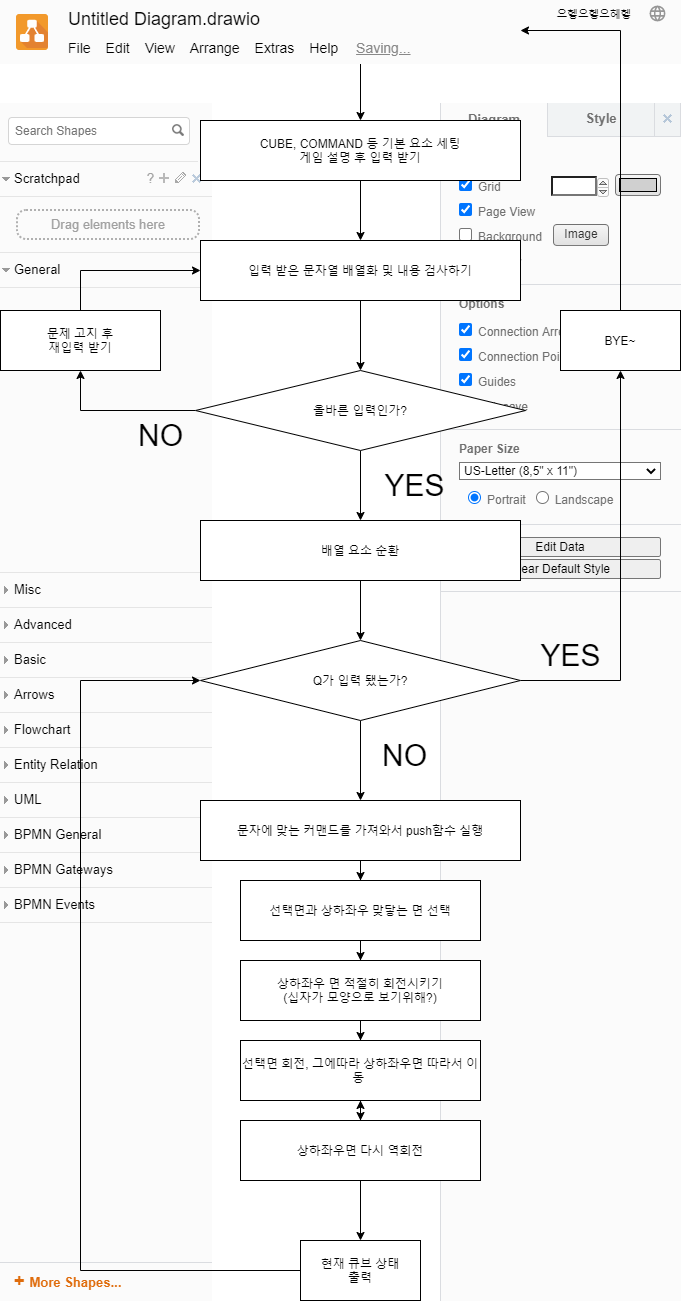 Untitled Diagram.drawio
으헿으헿으헤헿
File Edit View Arrange Extras Help Saving...
Diagram
Style
Search Shapes
CUBE, COMMAND 등 기본 요소 세팅
게임 설명 후 입력 받기
Scratchpad
Grid
Page View
Drag elements here
Background
Image
General
입력 받은 문자열 배열화 및 내용 검사하기
Options
문제 고지 후
재입력 받기
Connection Arro
BYE~
Connection Poi
Guides
올바른 입력인가?
NO
Paper Size
US-Letter (8,5" x 11")
YES
Portrait
Landscape
배열 요소 순환
Edit Data
ear Default Style
Misc
Advanced
Basic
YES
Q가 입력 됐는가?
Arrows
Flowchart
NO
Entity Relation
UML
문자에 맞는 커맨드를 가져와서 push함수 실행
BPMN General
BPMN Gateways
BPMN Events
선택면과 상하좌우 맞닿는 면 선택
상하좌우 면 적절히 회전시키기
(십자가 모양으로 보기위해?)
선택면 회전, 그에따라 상하좌우면 따라서 이
동
상하좌우면 다시 역회전
현재 큐브 상태
출력
More Shapes...